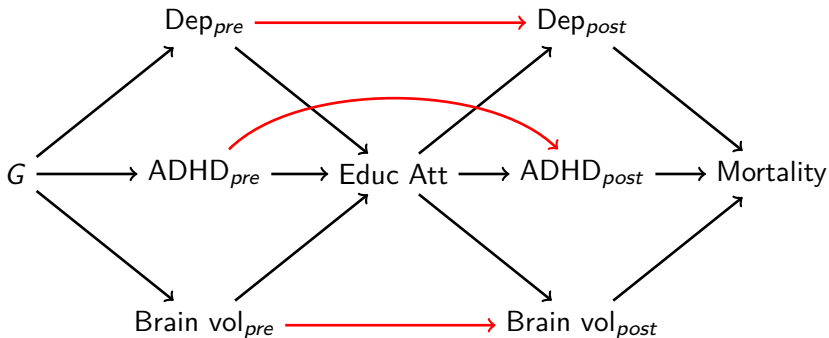 Dep_pre Dep_post
G ADHD_pre Educ Att ADHD_post Mortality
Brain vol_pre Brain vol_post